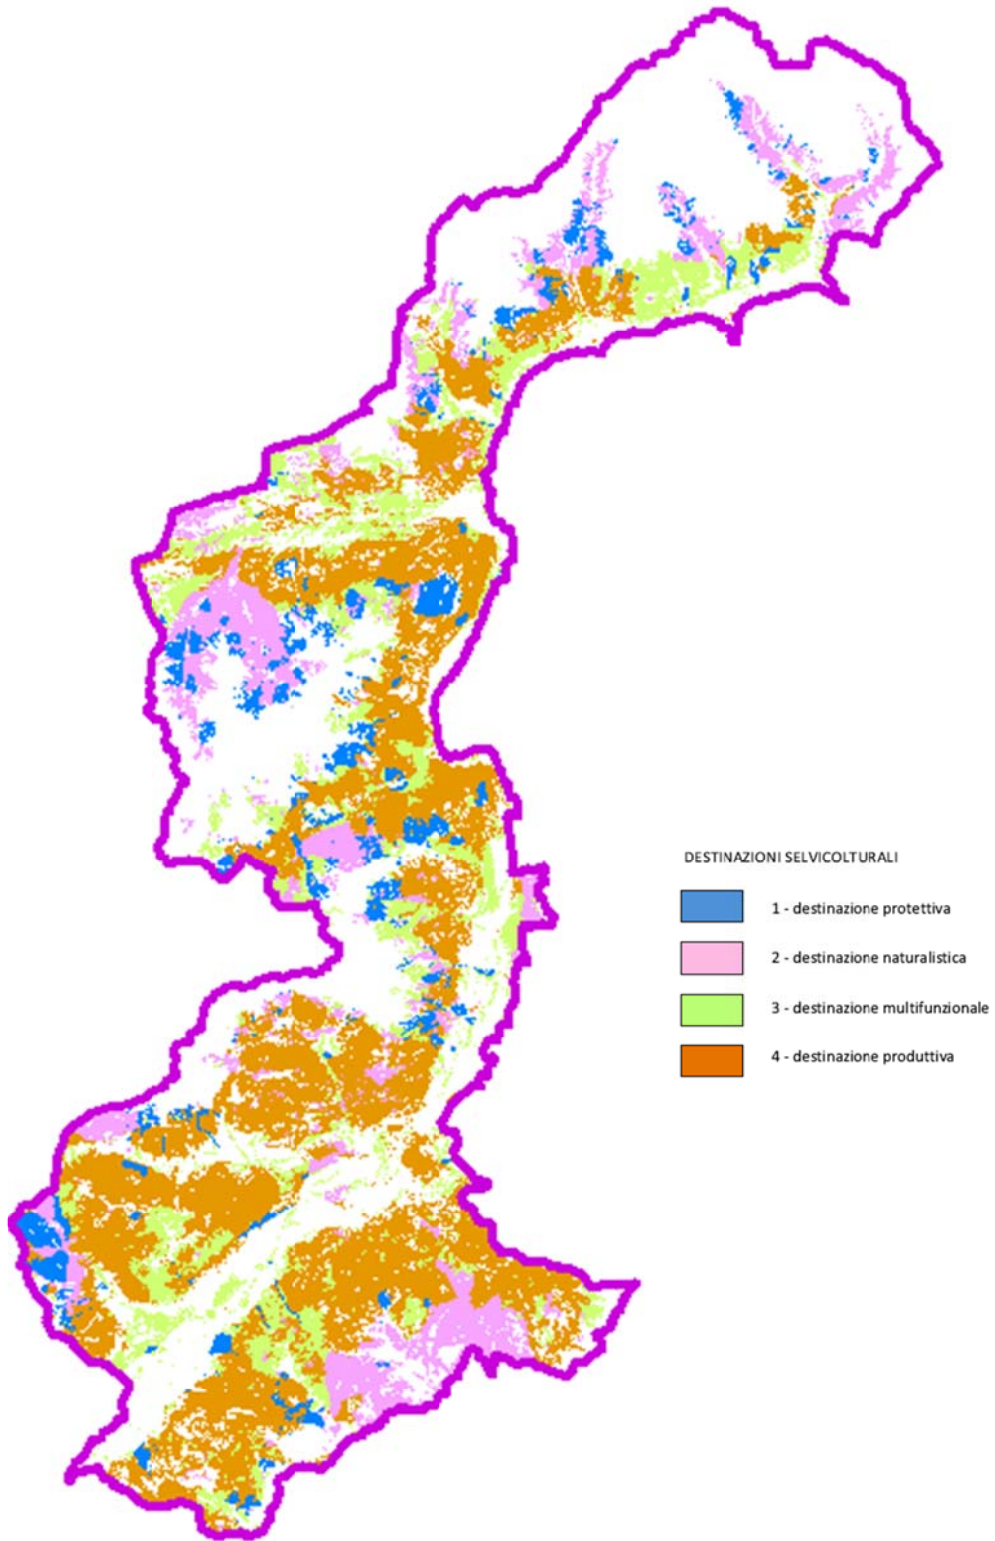 DESTINAZIONI SELVICOLTURALI
1 - destinazione protettiva
2 - destinazione naturalistica
3 - destinazione multifunzionale
4 - destinazione produttiva